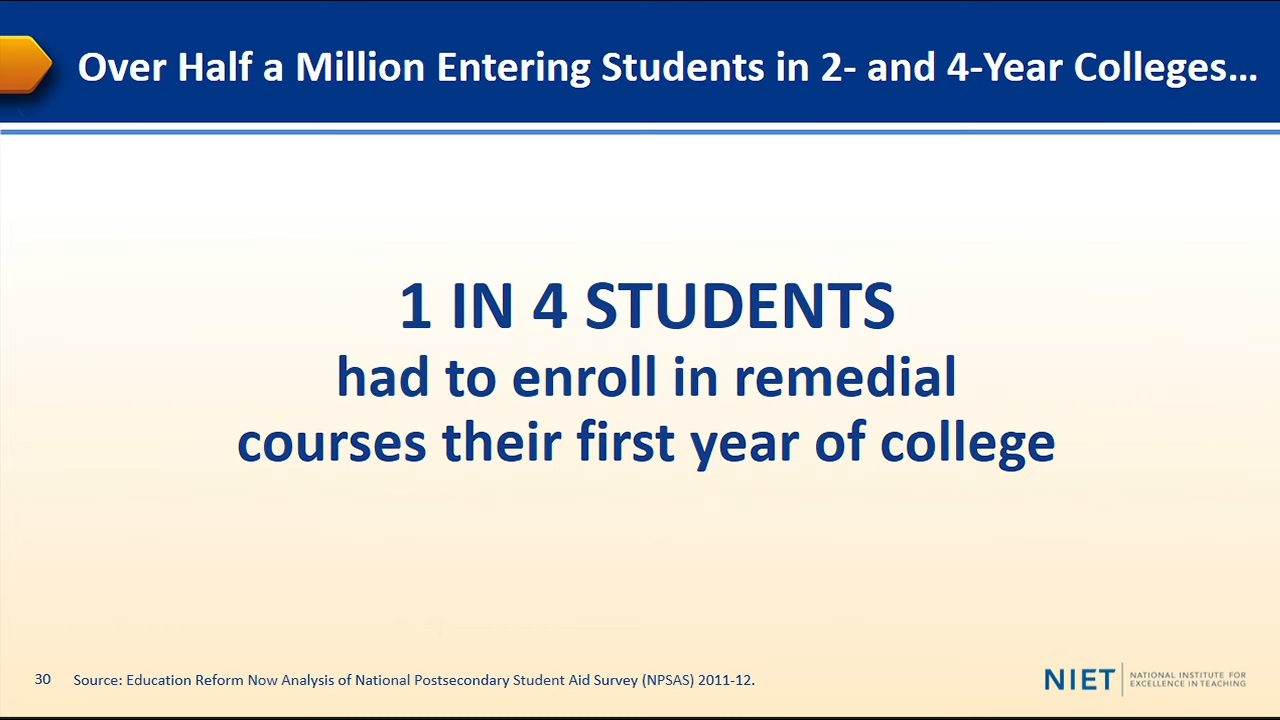 Over Half a Million Entering Students in 2- and 4-Year Colleges...
1 IN 4 STUDENTS
had to enroll in remedial
courses their first year of college
30 Source: Education Reform Now Analysis of National Postsecondary Student Aid Survey (NPSAS) 2011-12.
NIET
NATIONAL INSTITUTE FOR
EXCELLENCE IN TEACHING